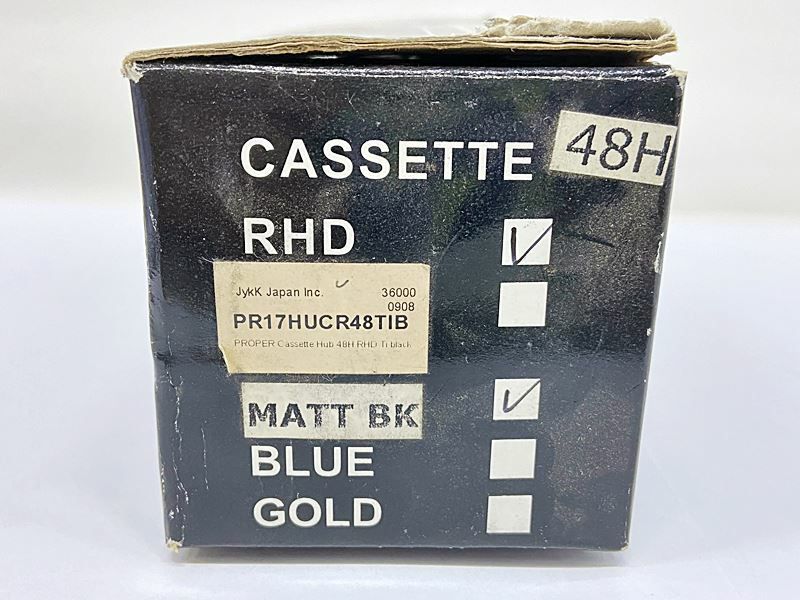 CASSETTE 48H
RHD
JykK Japan Inc. 36000
0908
PR17HUCR48TIB
PROPER Cassette Hub 48H RHD Ti black
MATT BK
BLUE
GOLD